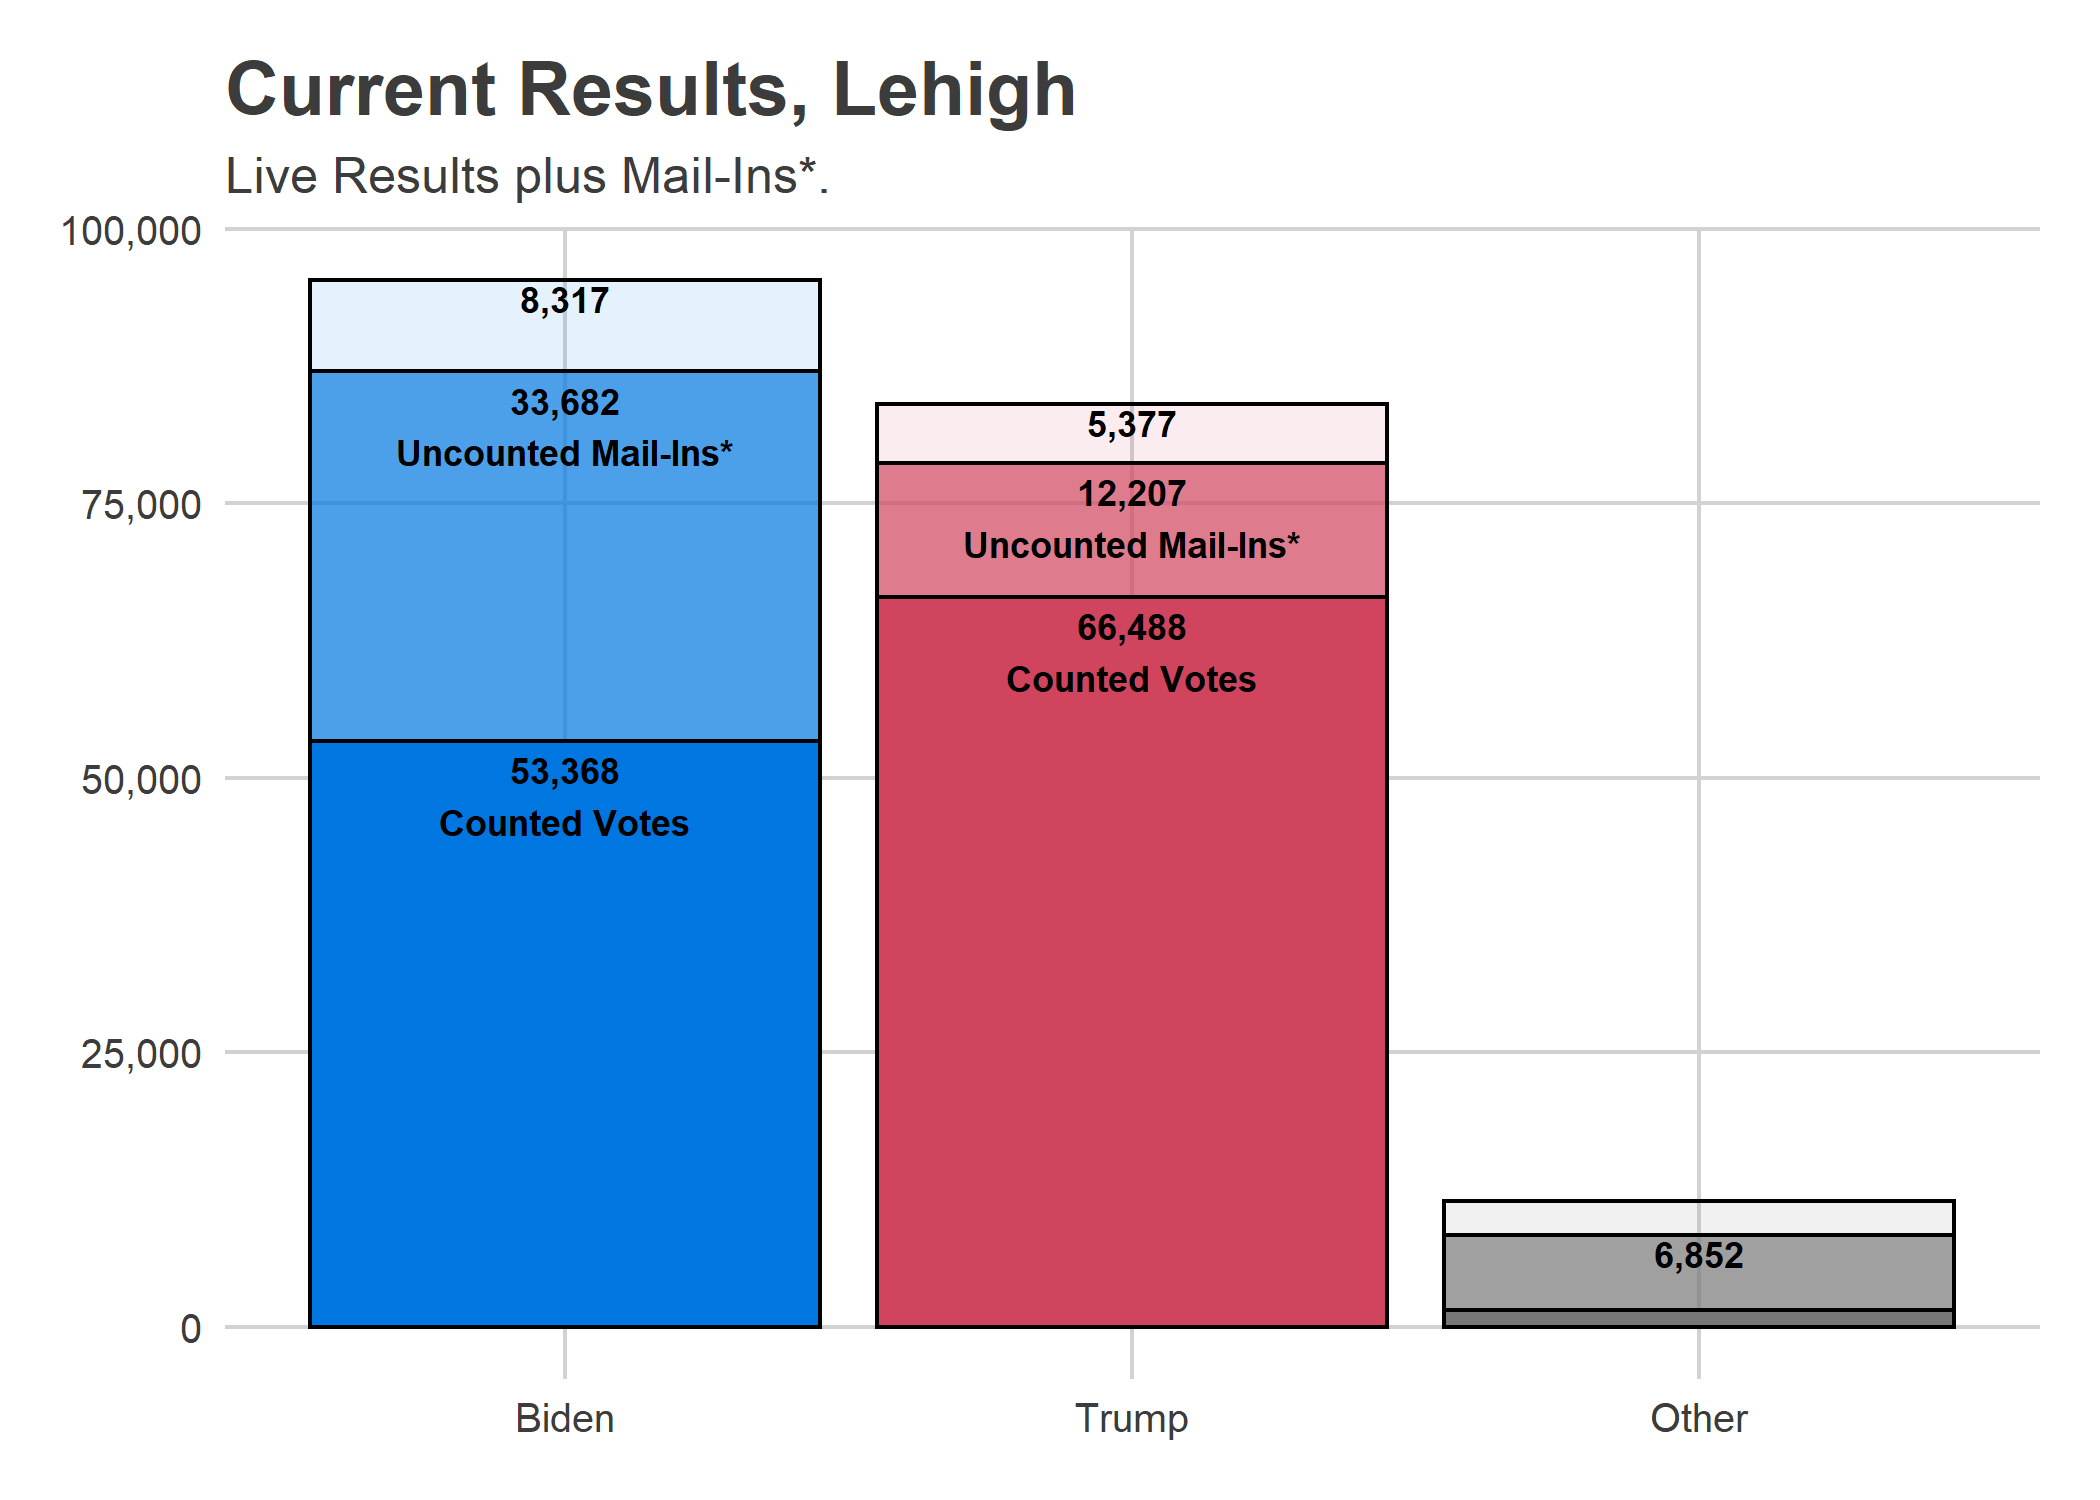 Current Results, Lehigh
Live Results plus Mail-Ins*.
100,000
75,000
50,000
25,000
0
8,317
33,682
Uncounted Mail-Ins*
53,368
Counted Votes
5,377
12,207
Uncounted Mail-Ins*
66,488
Counted Votes
6,852
Biden
Trump
Other